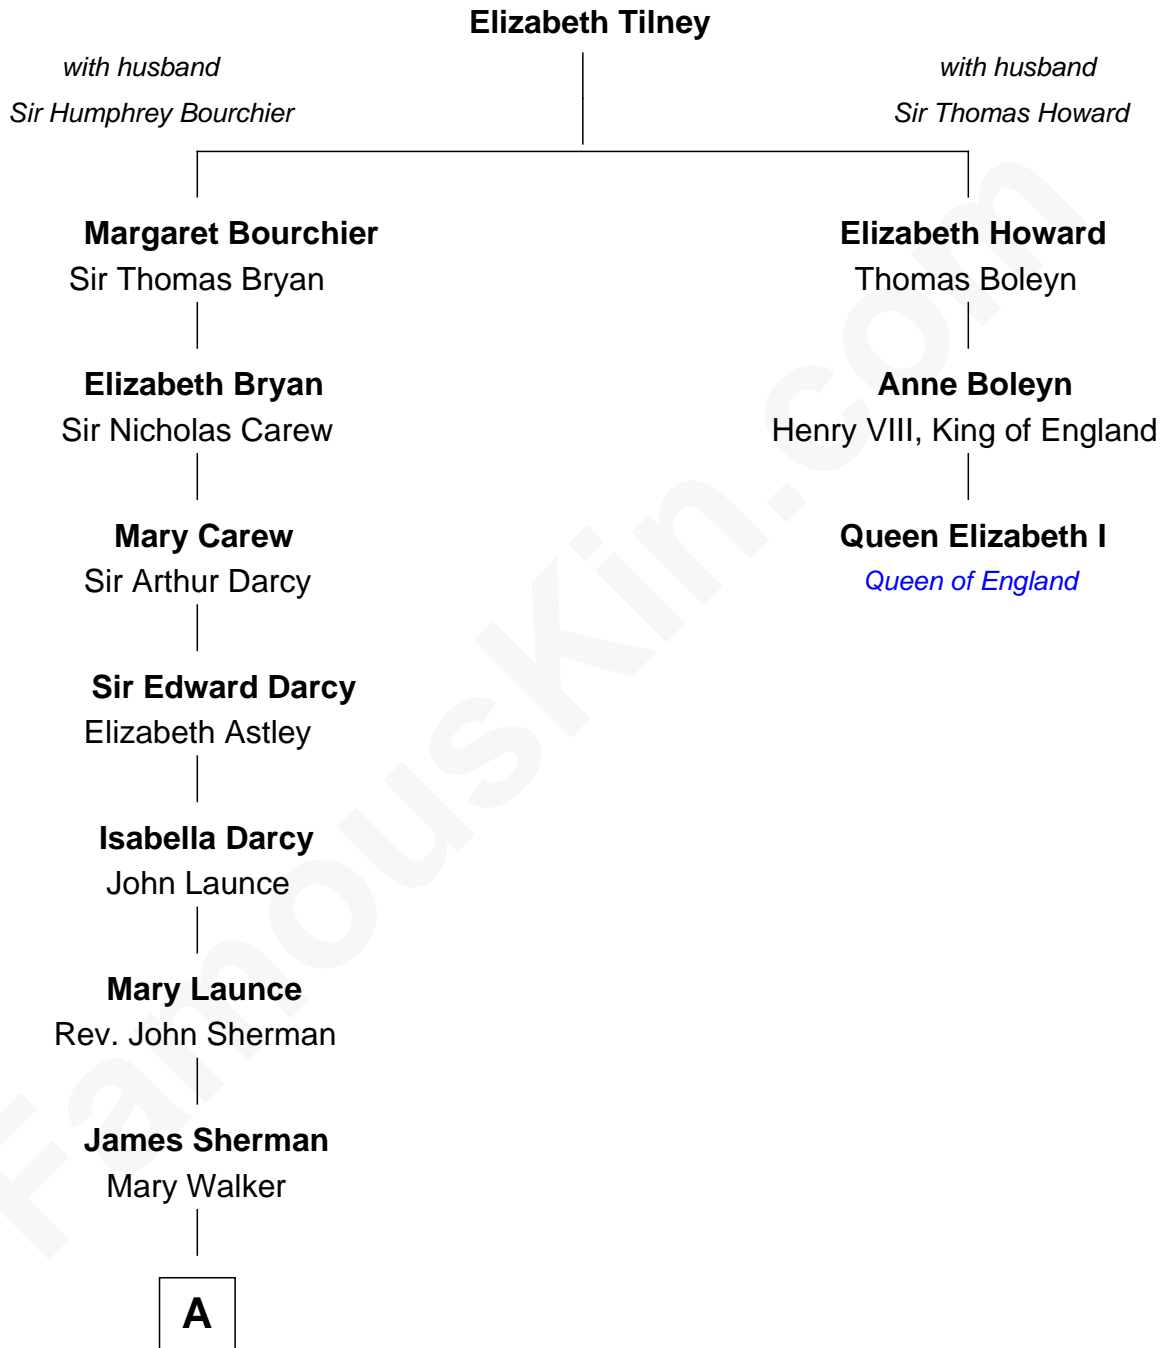 Elizabeth Tilney
with husband
Sir Humphrey Bourchier
with husband
Sir Thomas Howard
Margaret Bourchier
Sir Thomas Bryan
Elizabeth Howard
Thomas Boleyn
Elizabeth Bryan
Sir Nicholas Carew
Anne Boleyn
Henry VIII, King of England
Mary Carew
Sir Arthur Darcy
Queen Elizabeth I
Queen of England
Sir Edward Darcy
Elizabeth Astley
Isabella Darcy
John Launce
Mary Launce
Rev. John Sherman
James Sherman
Mary Walker
A
FamousKin.com